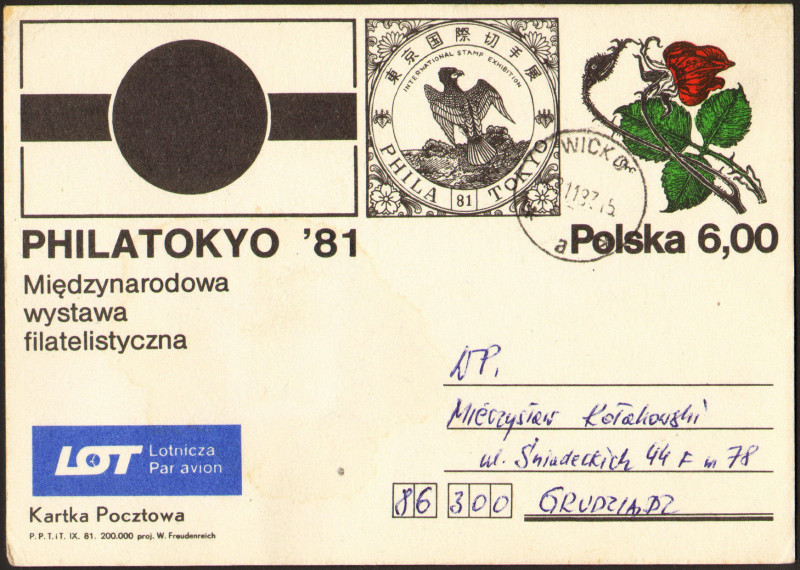 東京国際切手展
INTERNATIONAL STAMP EXHIBITION
PHILA 81 TOKYO
WICK
a
Polska 6,00
PHILATOKYO '81
Międzynarodowa
wystawa
filatelistyczna
WP.
Mieczysław Kołakowski
ul. Śniadeckich 44 F m 78
86 300 GRUDZIĄDZ
LOT Lotnicza
Par avion
Kartka Pocztowa
P.P.T.iT. IX. 81. 200.000 proj. W. Freudenreich